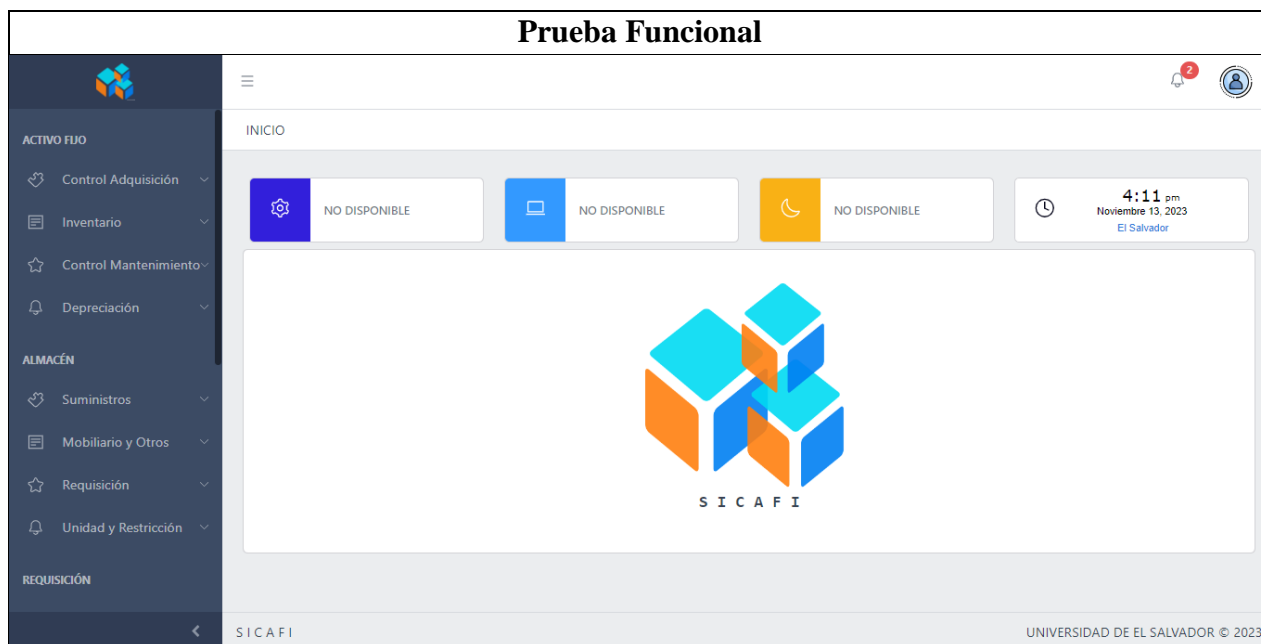 Prueba Funcional
2
INICIO
ACTIVO FIJO
Control Adquisición
Inventario
Control Mantenimiento
Depreciación
ALMACÉN
Suministros
Mobiliario y Otros
Requisición
Unidad y Restricción
REQUISICIÓN
NO DISPONIBLE
NO DISPONIBLE
NO DISPONIBLE
4:11 pm
Noviembre 13, 2023
El Salvador
S I C A F I
S I C A F I
UNIVERSIDAD DE EL SALVADOR © 2023